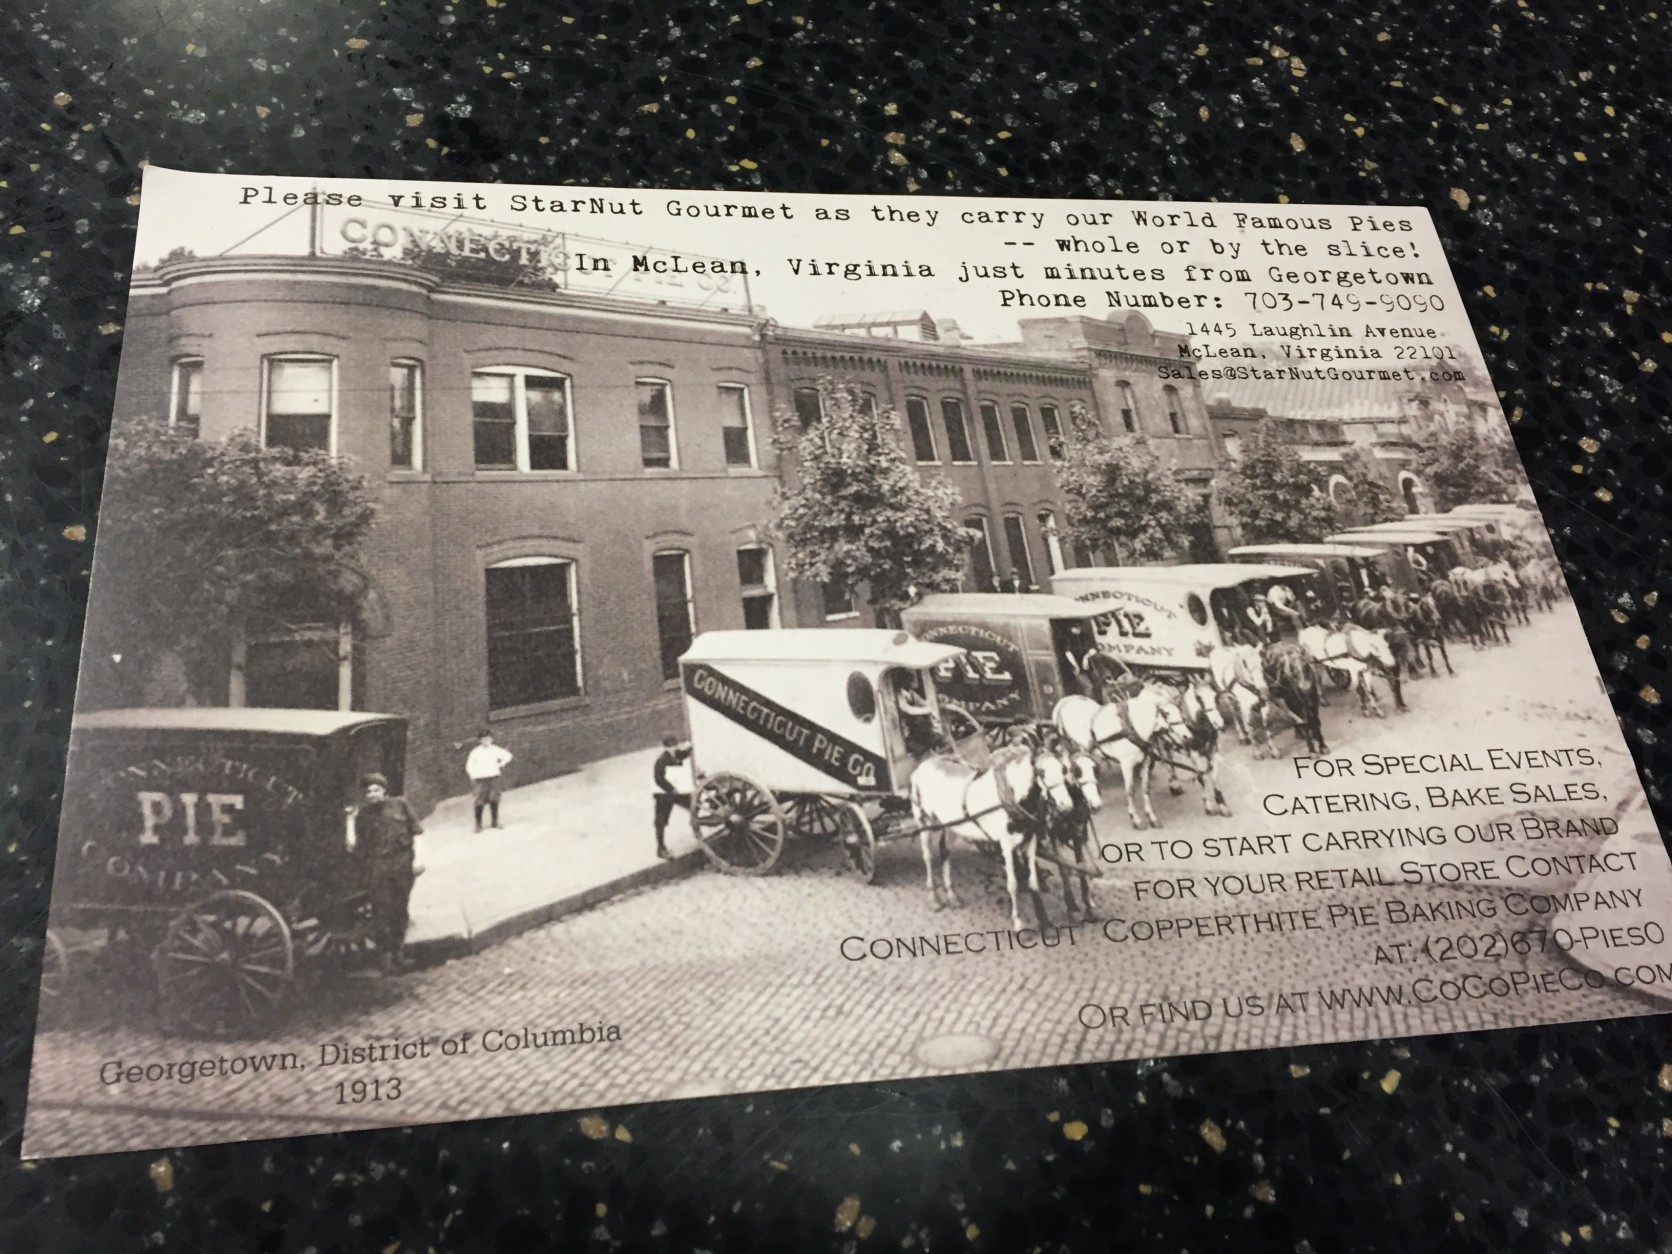 Please visit StarNut Gourmet as they carry our World Famous Pies
-- whole or by the slice!
In McLean, Virginia just minutes from Georgetown
Phone Number: 703-749-9090
1445 Laughlin Avenue
McLean, Virginia 22101
Sales@StarNutGourmet.com
CONNECTICUT PIE CO.
CONNECTICUT
PIE
COMPANY
CONNECTICUT PIE CO.
CONNECTICUT
PIE
COMPANY
CONNECTICUT
PIE
COMPANY
FOR SPECIAL EVENTS,
CATERING, BAKE SALES,
OR TO START CARRYING OUR BRAND
FOR YOUR RETAIL STORE CONTACT
CONNECTICUT COPPERTHITE PIE BAKING COMPANY
AT: (202)670-PIES0
OR FIND US AT WWW.COCOPIECO.COM
Georgetown, District of Columbia
1913